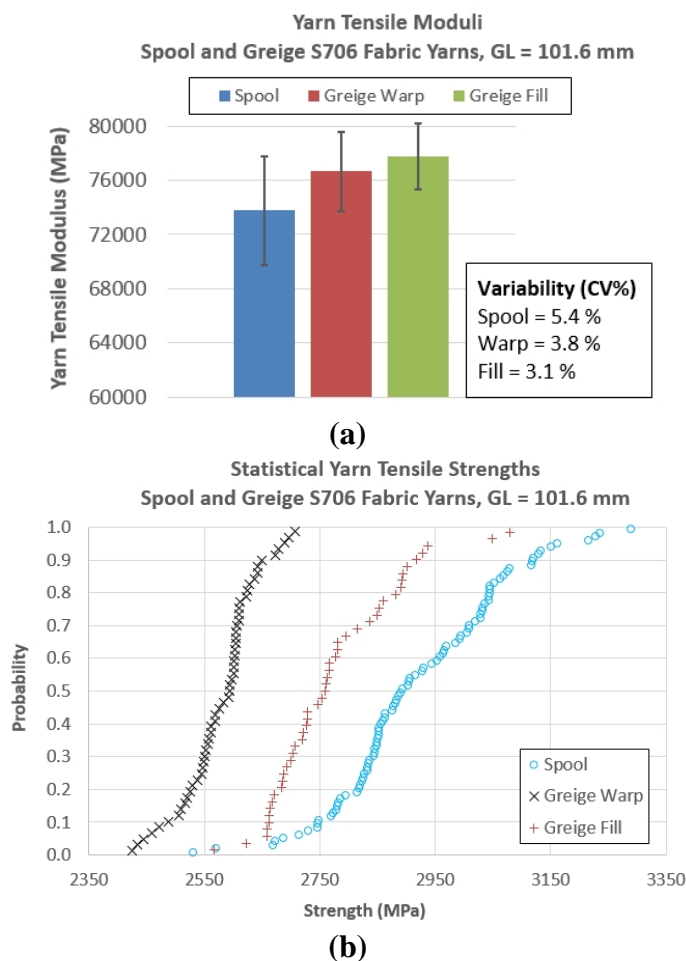 Yarn Tensile Moduli
Spool and Greige S706 Fabric Yarns, GL = 101.6 mm
Spool Greige Warp Greige Fill
Yarn Tensile Modulus (MPa)
80000
76000
72000
68000
64000
60000
Variability (CV%)
Spool = 5.4 %
Warp = 3.8 %
Fill = 3.1 %
(a)
Statistical Yarn Tensile Strengths
Spool and Greige S706 Fabric Yarns, GL = 101.6 mm
Probability
1.0
0.9
0.8
0.7
0.6
0.5
0.4
0.3
0.2
0.1
0.0
Spool
Greige Warp
Greige Fill
2350 2550 2750 2950 3150 3350
Strength (MPa)
(b)